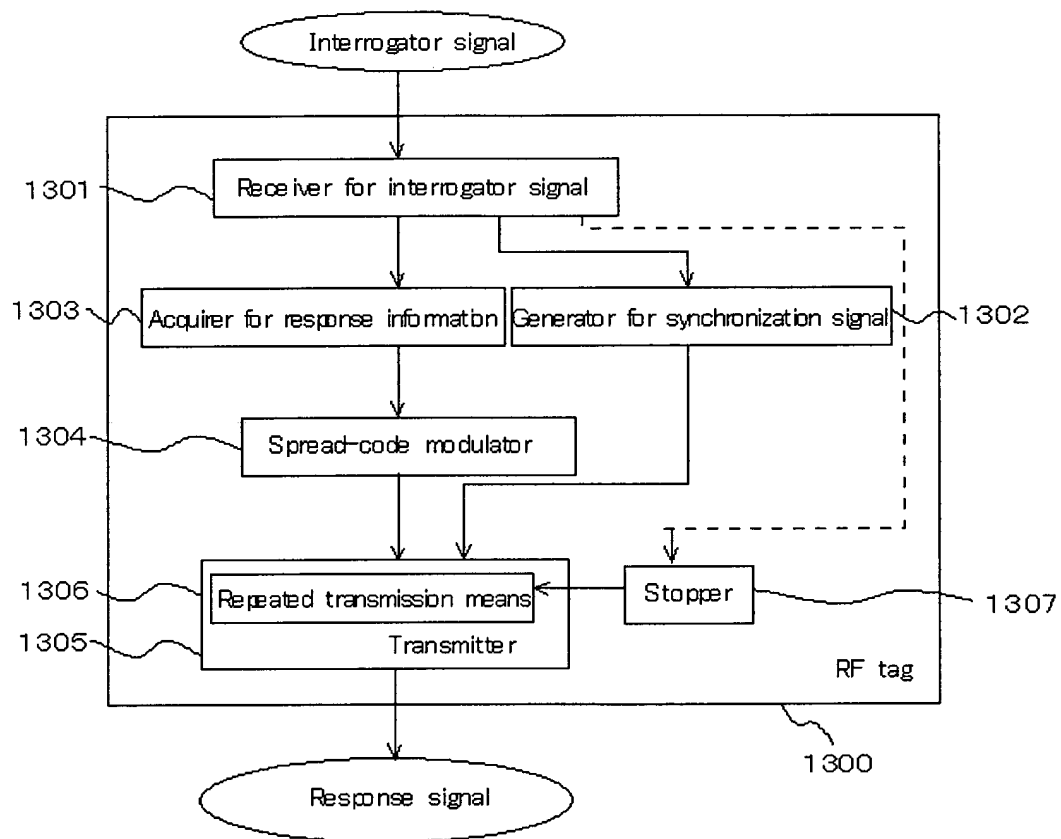 Interrogator signal
1301
Receiver for interrogator signal
1303
Acquirer for response information
Generator for synchronization signal
1302
1304
Spread-code modulator
1306
Repeated transmission means
Stopper
1307
1305
Transmitter
RF tag
1300
Response signal